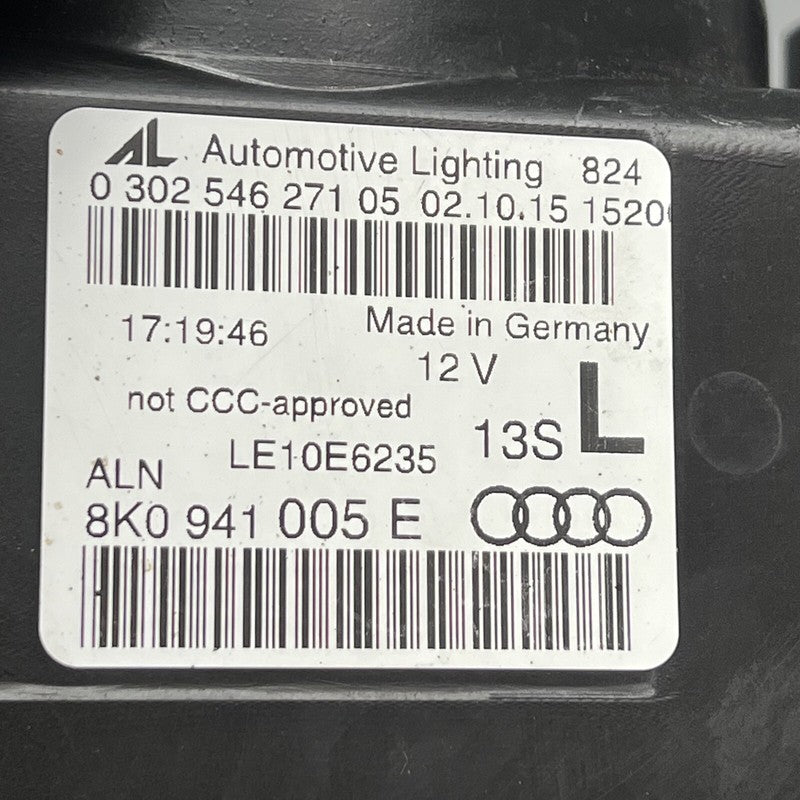 AL Automotive Lighting 824
0 302 546 271 05 02.10.15 1520
17:19:46 Made in Germany
12 V
not CCC-approved
13S L
LE10E6235
ALN
8K0 941 005 E